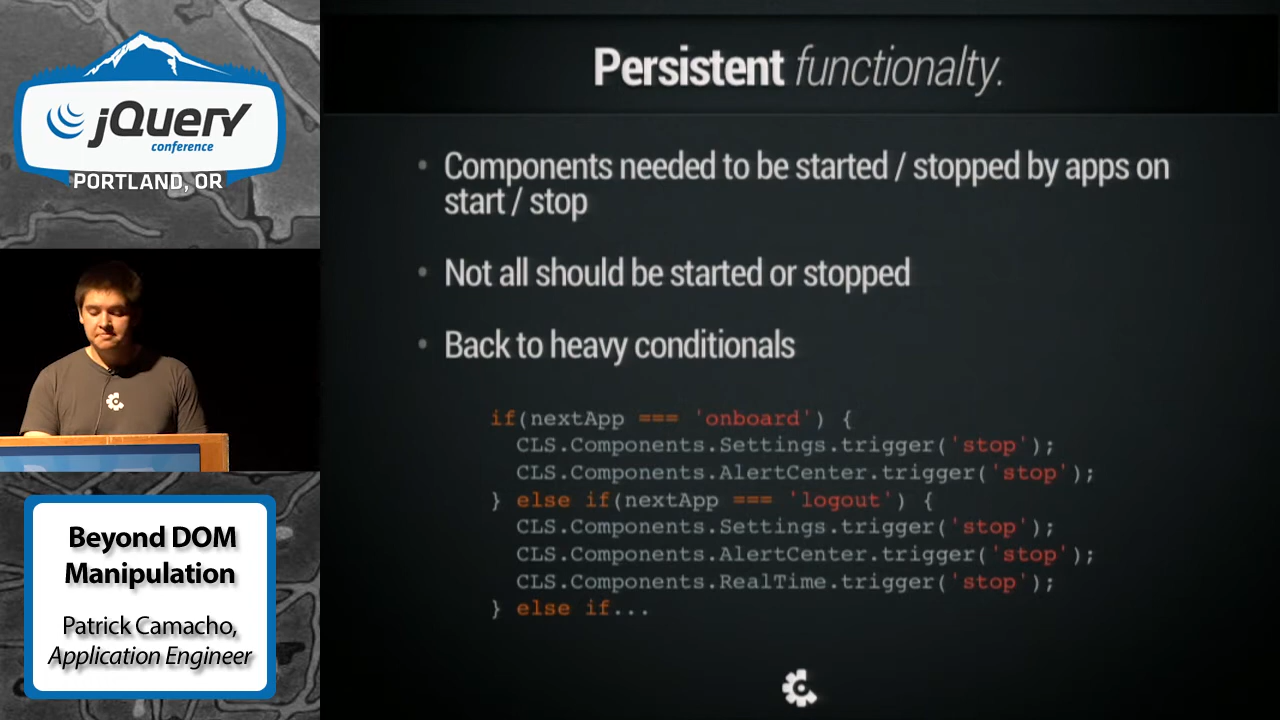 jQuery
conference
PORTLAND, OR
Beyond DOM
Manipulation
Patrick Camacho,
Application Engineer
Persistent functionalty.
• Components needed to be started / stopped by apps on
start / stop
• Not all should be started or stopped
• Back to heavy conditionals
if(nextApp === 'onboard') {
CLS.Components.Settings.trigger('stop');
CLS.Components.AlertCenter.trigger('stop');
} else if(nextApp === 'logout') {
CLS.Components.Settings.trigger('stop');
CLS.Components.AlertCenter.trigger('stop');
CLS.Components.RealTime.trigger('stop');
} else if...